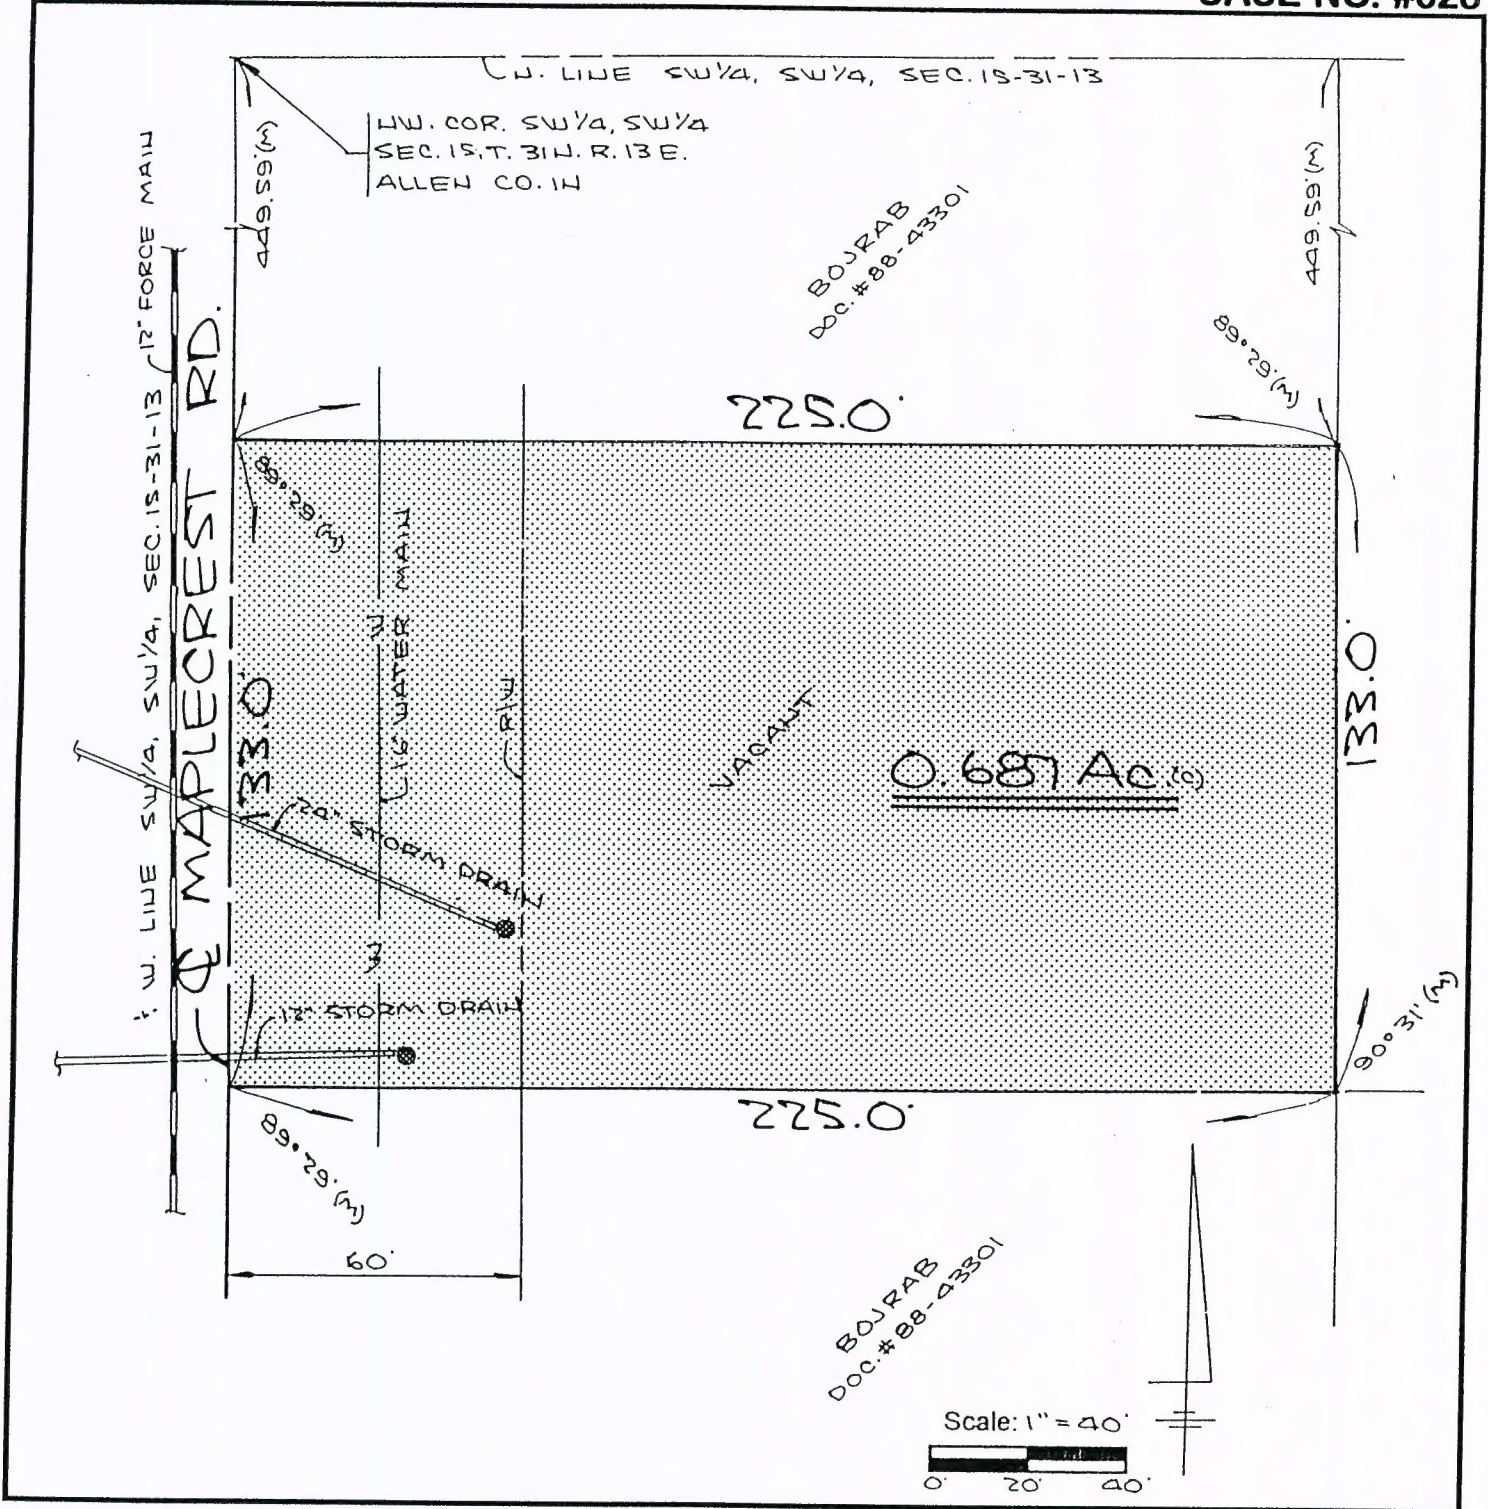 N. LINE SW¼, SW¼, SEC. 15-31-13
NW. COR. SW¼, SW¼
SEC. 15, T. 31N. R. 13E.
ALLEN CO. IN
449.59'(M)
449.59'(M)
BOJRAB
DOC.#88-43301
12" FORCE MAIN
W. LINE SW¼, SW¼, SEC. 15-31-13
℄ MAPLECREST RD.
89°29'(M)
225.0'
89°29'(M)
16" WATER MAIN
W
W
R/W
133.0'
133.0'
VACANT
0.687 Ac.(C)
24" STORM DRAIN
12" STORM DRAIN
90°31'(M)
225.0'
89°29'(M)
60'
BOJRAB
DOC.#88-43301
Scale: 1" = 40'
0' 20' 40'